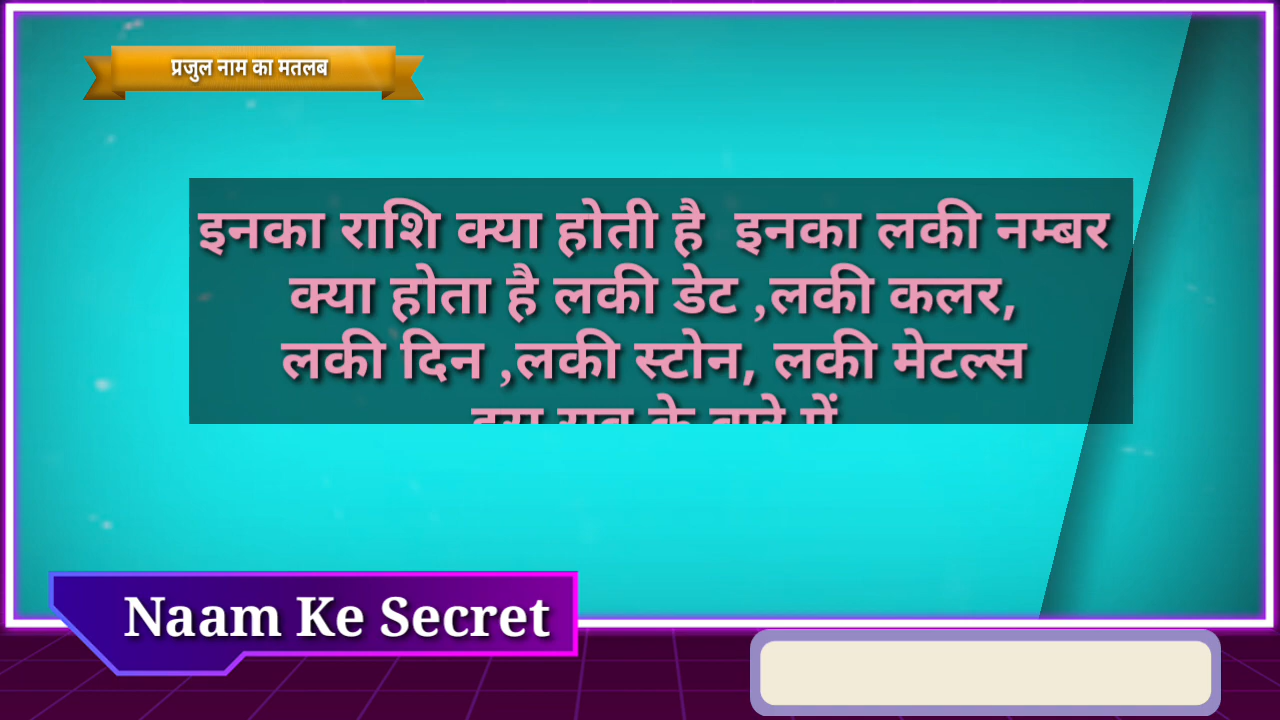 प्रजुल नाम का मतलब
इनका राशि क्या होती है इनका लकी नम्बर
क्या होता है लकी डेट ,लकी कलर,
लकी दिन ,लकी स्टोन, लकी मेटल्स
के बारे में
Naam Ke Secret